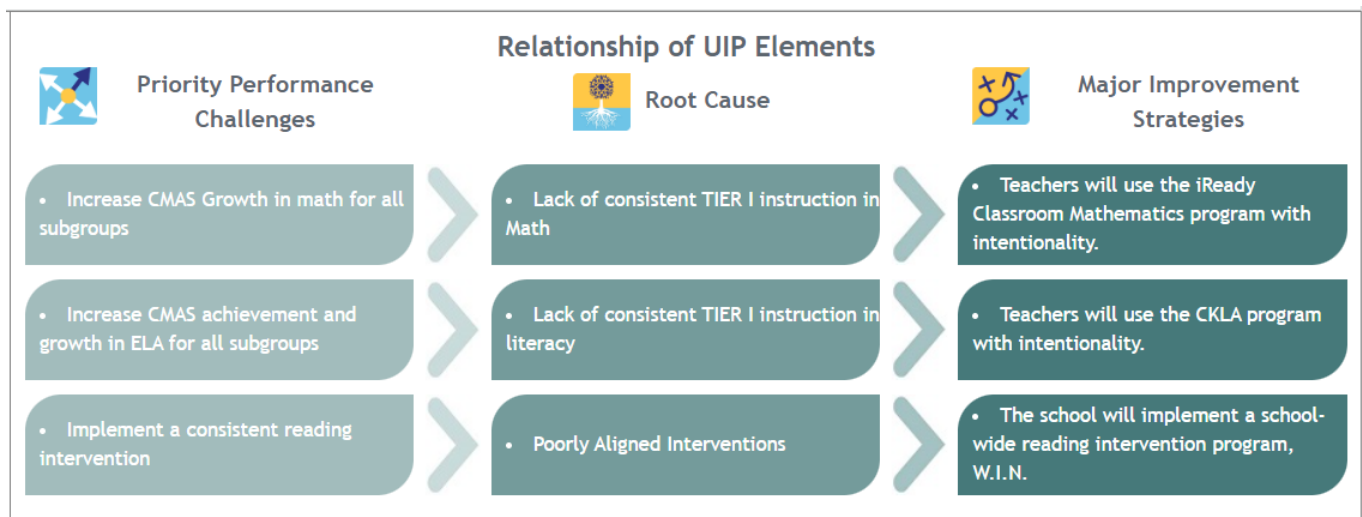 Relationship of UIP Elements
Priority Performance
Challenges
Root Cause
Major Improvement
Strategies
• Increase CMAS Growth in math for all
subgroups
• Lack of consistent TIER I instruction in
Math
• Teachers will use the iReady
Classroom Mathematics program with
intentionality.
• Increase CMAS achievement and
growth in ELA for all subgroups
• Lack of consistent TIER I instruction in
literacy
• Teachers will use the CKLA program
with intentionality.
• Implement a consistent reading
intervention
• Poorly Aligned Interventions
• The school will implement a school-
wide reading intervention program,
W.I.N.